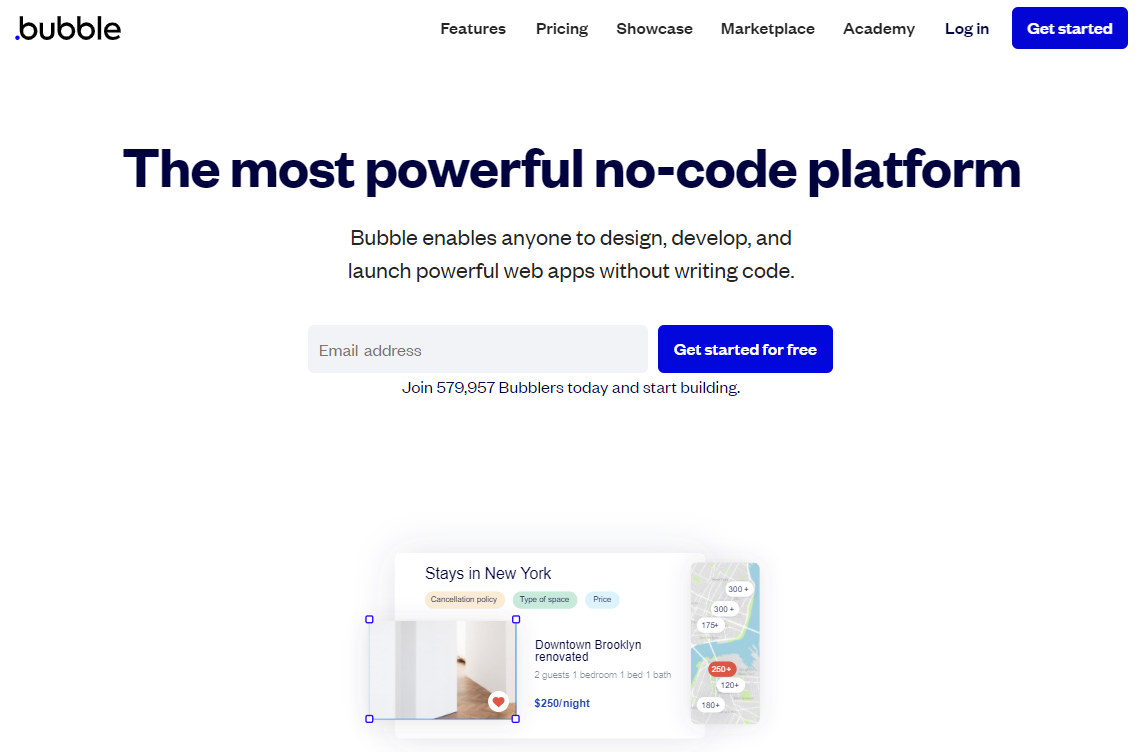 .bubble
Features Pricing Showcase Marketplace Academy Log in Get started
The most powerful no-code platform
Bubble enables anyone to design, develop, and
launch powerful web apps without writing code.
Email address Get started for free
Join 579,957 Bubblers today and start building.
Stays in New York
Cancellation policy Type of space Price
Downtown Brooklyn
renovated
2 guests 1 bedroom 1 bed 1 bath
$250/night
300 +
300 +
175+
250+
120+
180+